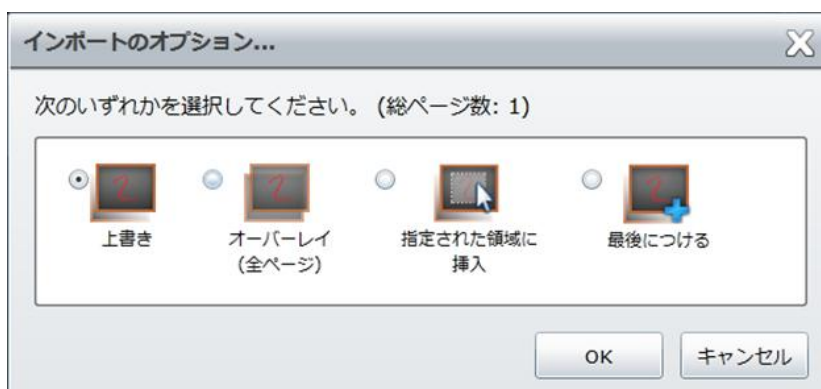 インポートのオプション...
次のいずれかを選択してください。 (総ページ数: 1)
上書き
オーバーレイ
(全ページ)
指定された領域に
挿入
最後につける
OK
キャンセル